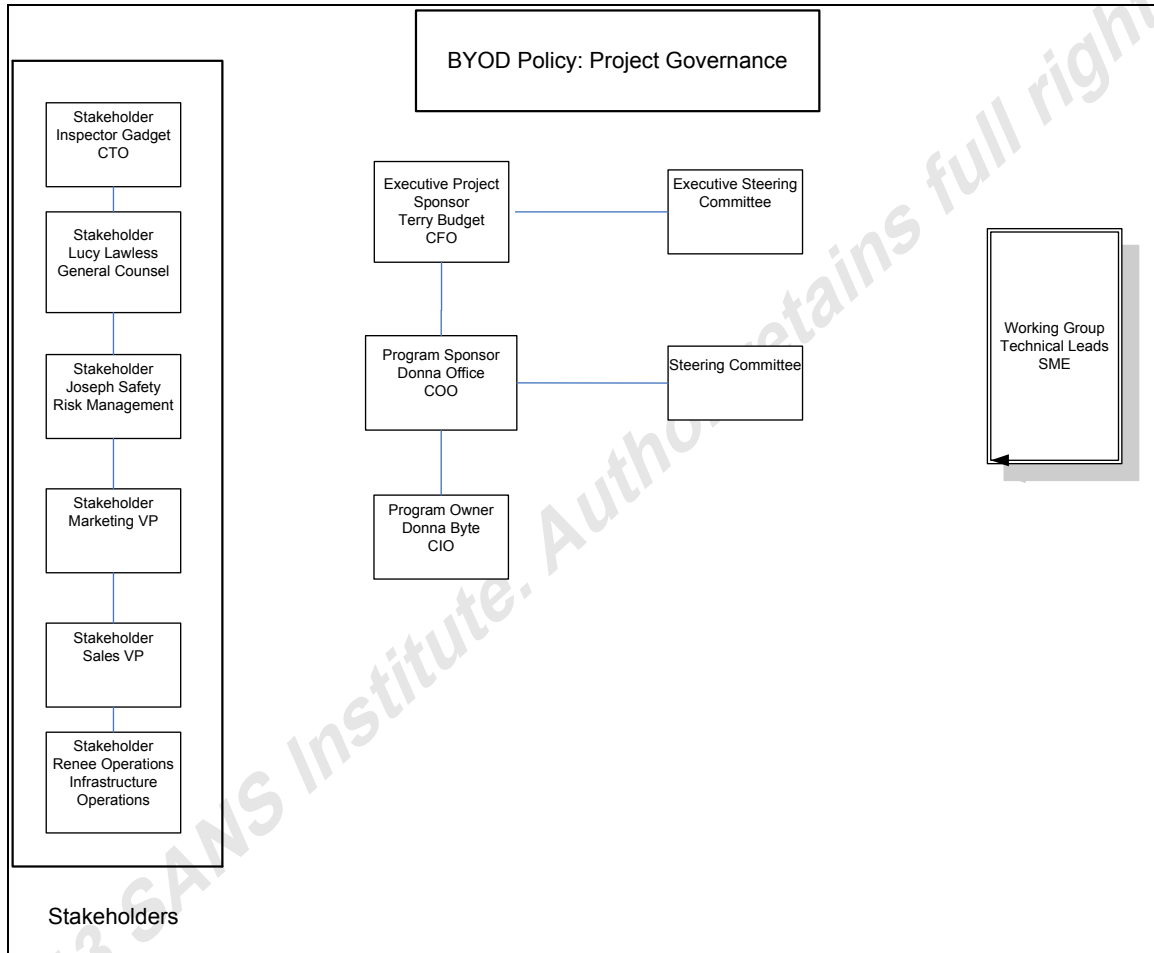 BYOD Policy: Project Governance
Stakeholder
Inspector Gadget
CTO
Stakeholder
Lucy Lawless
General Counsel
Stakeholder
Joseph Safety
Risk Management
Stakeholder
Marketing VP
Stakeholder
Sales VP
Stakeholder
Renee Operations
Infrastructure
Operations
Stakeholders
Executive Project
Sponsor
Terry Budget
CFO
Executive Steering
Committee
Program Sponsor
Donna Office
COO
Steering Committee
Program Owner
Donna Byte
CIO
Working Group
Technical Leads
SME
SANS Institute. Author retains full